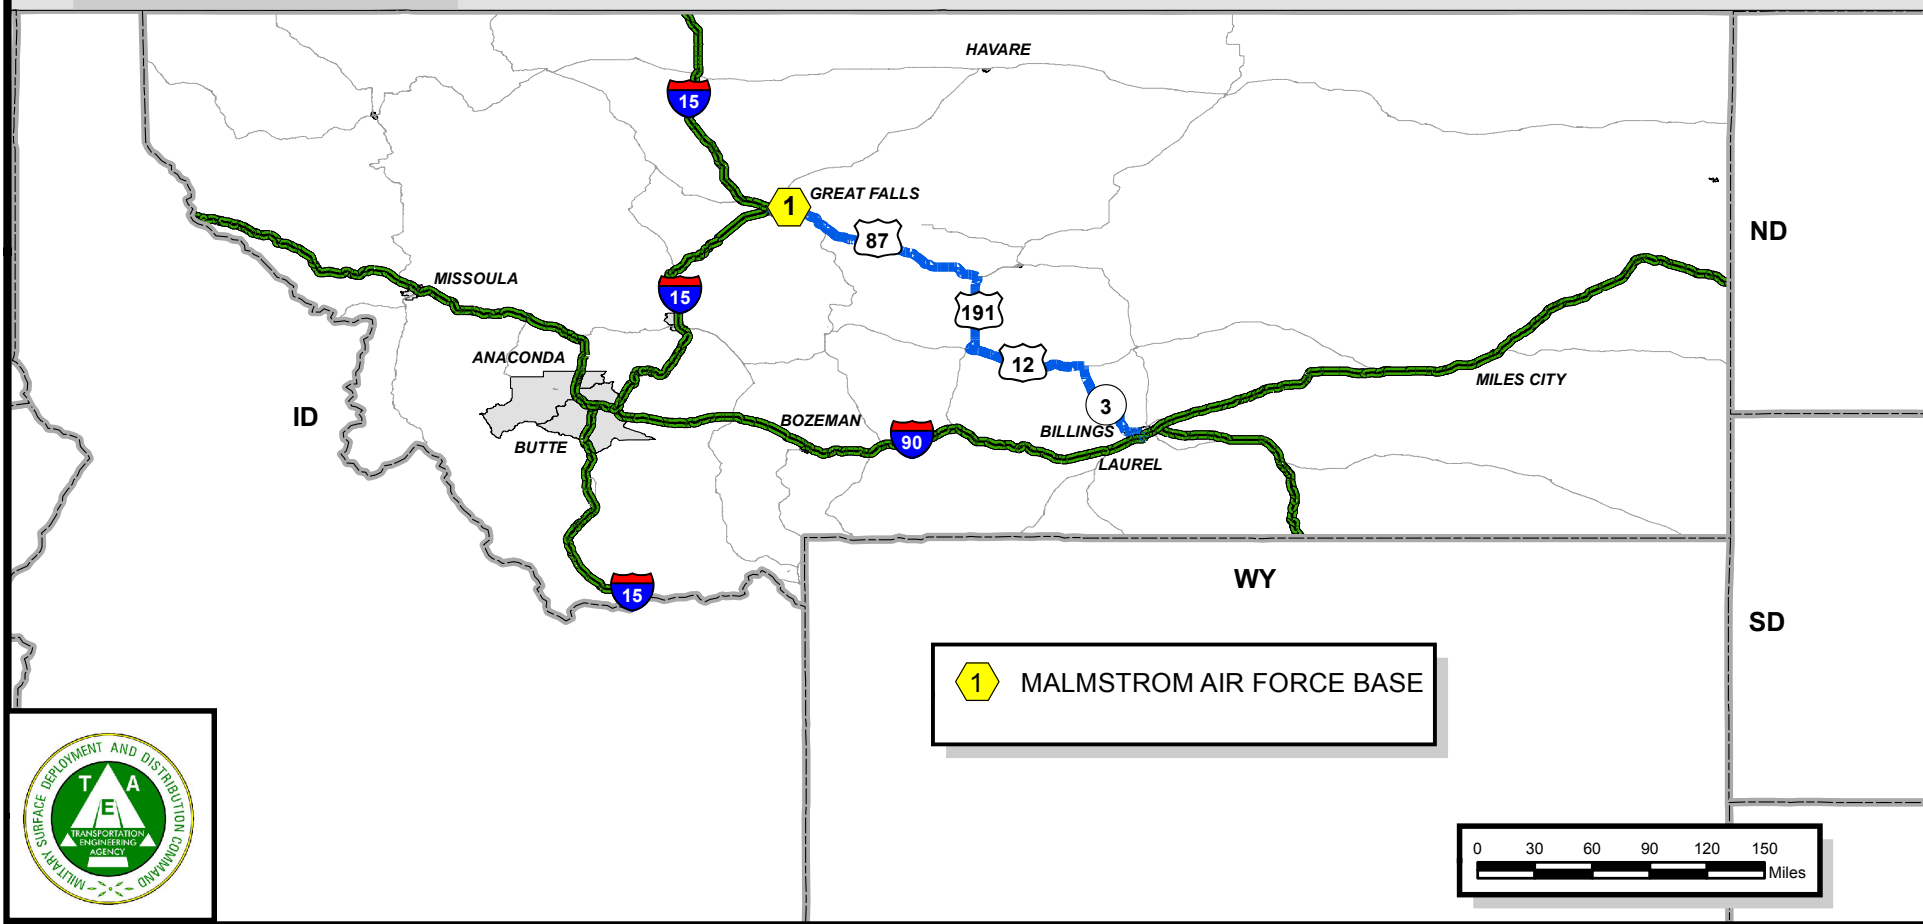 HAVARE
15
1
GREAT FALLS
87
ND
MISSOULA
15
191
ANACONDA
12
MILES CITY
ID
3
BOZEMAN
BILLINGS
90
BUTTE
LAUREL
WY
15
SD
1 MALMSTROM AIR FORCE BASE
MILITARY SURFACE DEPLOYMENT AND DISTRIBUTION COMMAND
T E A
TRANSPORTATION
ENGINEERING
AGENCY
0 30 60 90 120 150
Miles